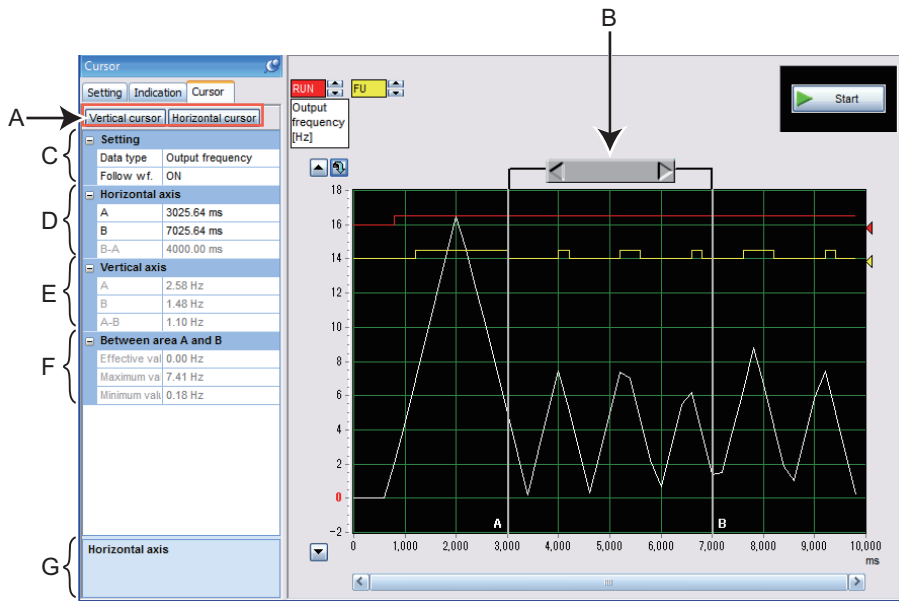 B
Cursor
Setting Indication Cursor
A
Vertical cursor Horizontal cursor
C
Setting
Data type Output frequency
Follow wf. ON
D
Horizontal axis
A 3025.64 ms
B 7025.64 ms
B-A 4000.00 ms
E
Vertical axis
A 2.58 Hz
B 1.48 Hz
A-B 1.10 Hz
F
Between area A and B
Effective val 0.00 Hz
Maximum va 7.41 Hz
Minimum valu 0.18 Hz
G
Horizontal axis
RUN FU
Output
frequency
[Hz]
Start
18
16
14
12
10
8
6
4
2
0
-2
A B
0 1,000 2,000 3,000 4,000 5,000 6,000 7,000 8,000 9,000 10,000
ms